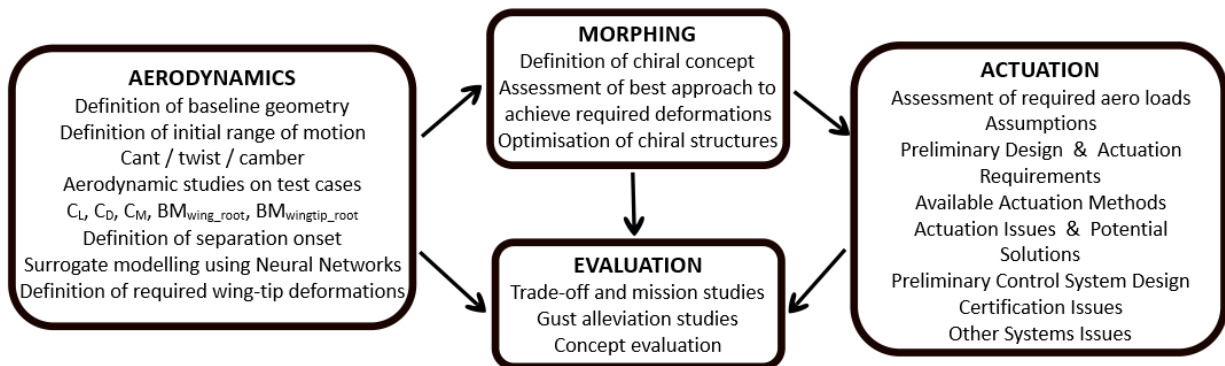 AERODYNAMICS
Definition of baseline geometry
Definition of initial range of motion
Cant / twist / camber
Aerodynamic studies on test cases
CL, CD, CM, BMwing_root, BMwingtip_root
Definition of separation onset
Surrogate modelling using Neural Networks
Definition of required wing-tip deformations
MORPHING
Definition of chiral concept
Assessment of best approach to
achieve required deformations
Optimisation of chiral structures
EVALUATION
Trade-off and mission studies
Gust alleviation studies
Concept evaluation
ACTUATION
Assessment of required aero loads
Assumptions
Preliminary Design & Actuation
Requirements
Available Actuation Methods
Actuation Issues & Potential
Solutions
Preliminary Control System Design
Certification Issues
Other Systems Issues